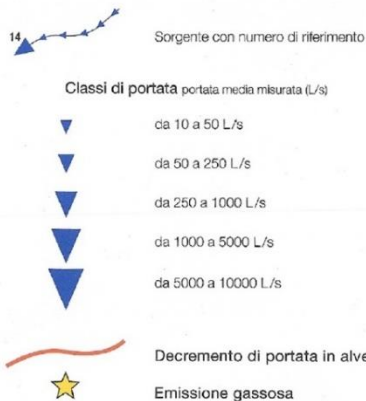 14 Sorgente con numero di riferimento
Classi di portata portata media misurata (L/s)
da 10 a 50 L/s
da 50 a 250 L/s
da 250 a 1000 L/s
da 1000 a 5000 L/s
da 5000 a 10000 L/s
Decremento di portata in alve
Emissione gassosa